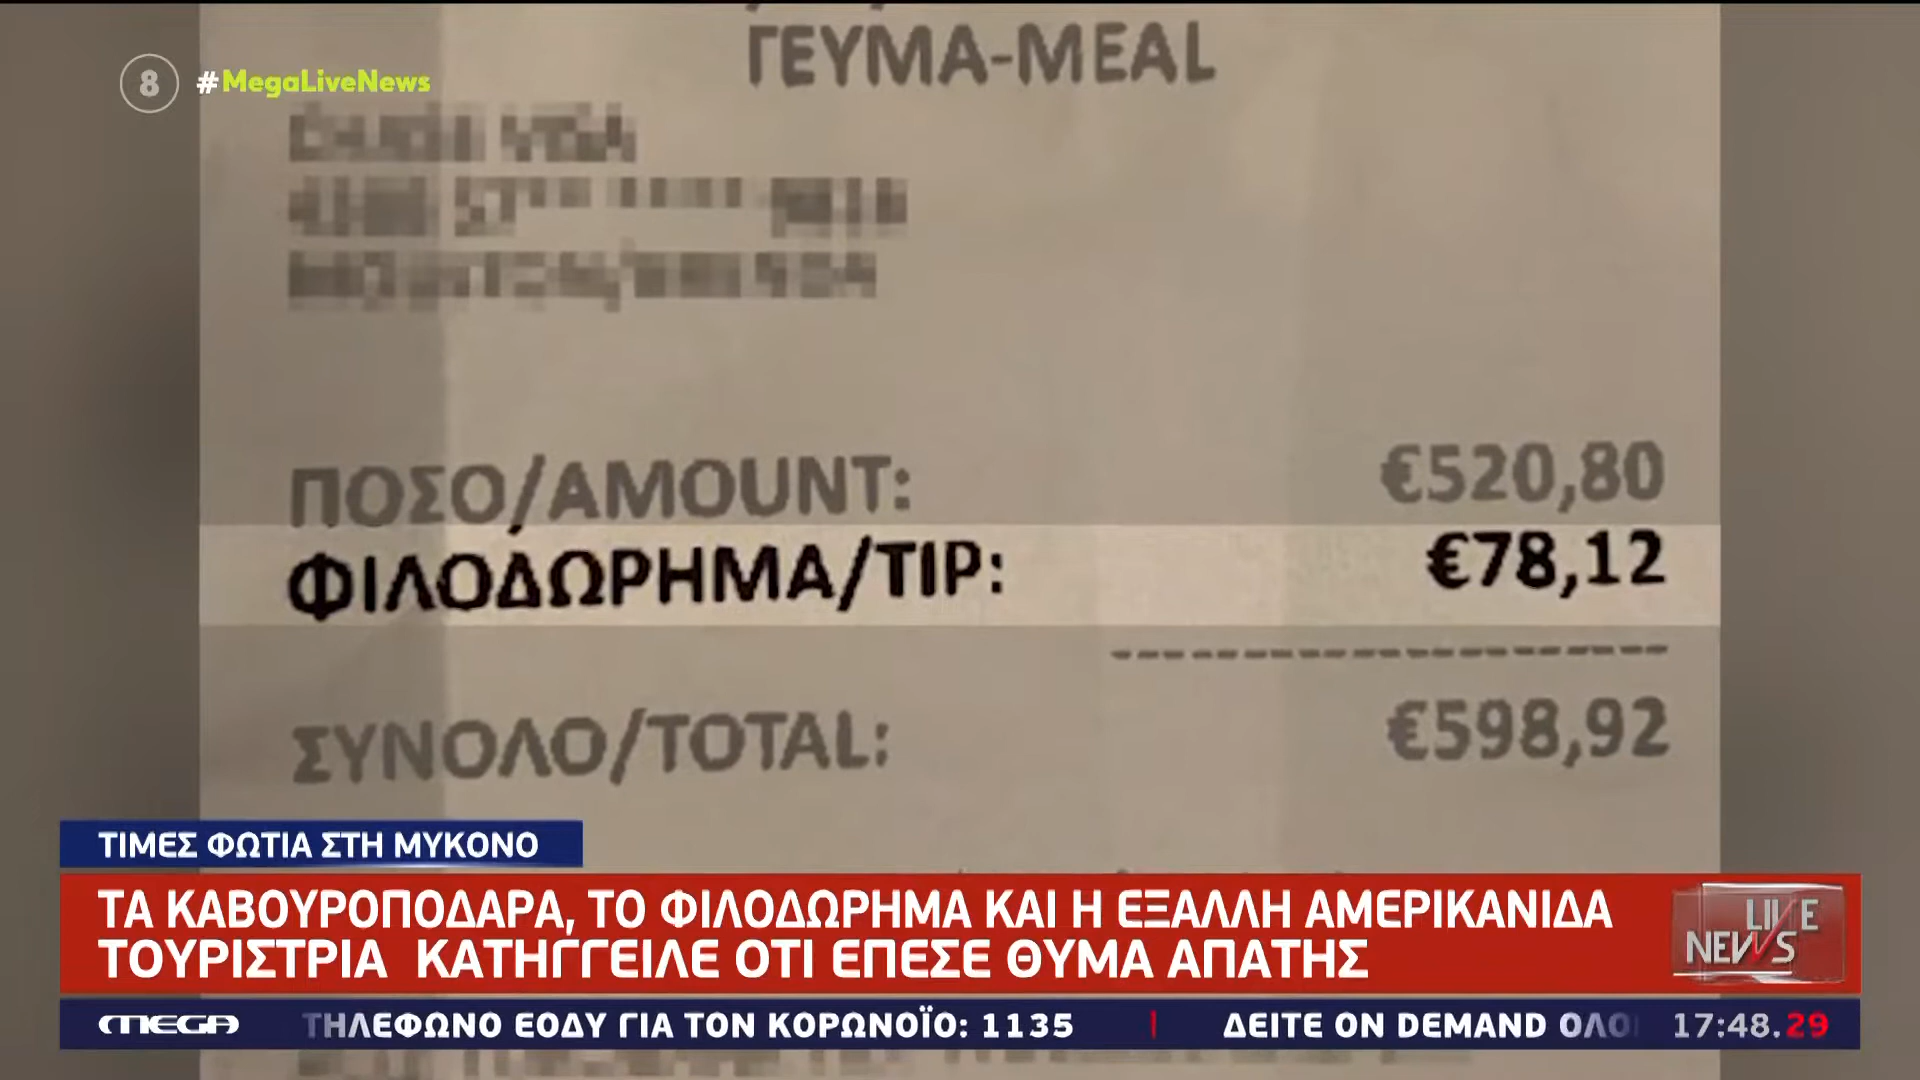 ΓΕΥΜΑ-MEAL
8 #MegaLiveNews
ΠΟΣΟ/AMOUNT: €520,80
ΦΙΛΟΔΩΡΗΜΑ/TIP: €78,12
--------------------
ΣΥΝΟΛΟ/TOTAL: €598,92
ΤΙΜΕΣ ΦΩΤΙΑ ΣΤΗ ΜΥΚΟΝΟ
ΤΑ ΚΑΒΟΥΡΟΠΟΔΑΡΑ, ΤΟ ΦΙΛΟΔΩΡΗΜΑ ΚΑΙ Η ΕΞΑΛΛΗ ΑΜΕΡΙΚΑΝΙΔΑ
ΤΟΥΡΙΣΤΡΙΑ ΚΑΤΗΓΓΕΙΛΕ ΟΤΙ ΕΠΕΣΕ ΘΥΜΑ ΑΠΑΤΗΣ
LIVE
NEWS
MEGA ΤΗΛΕΦΩΝΟ ΕΟΔΥ ΓΙΑ ΤΟΝ ΚΟΡΩΝΟΪΟ: 1135 | ΔΕΙΤΕ ON DEMAND ΟΛΟ 17:48.29